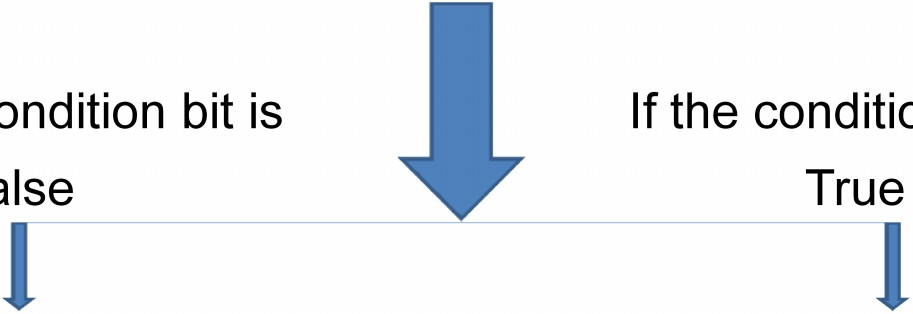 ondition bit is
alse
If the conditio
True